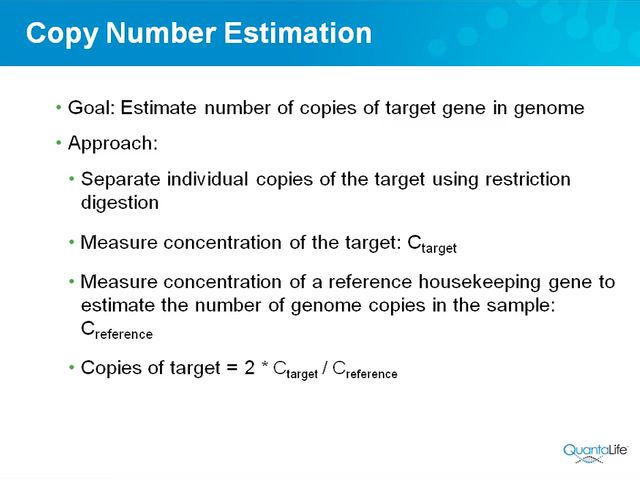 Copy Number Estimation
• Goal: Estimate number of copies of target gene in genome
• Approach:
• Separate individual copies of the target using restriction
digestion
• Measure concentration of the target: Ctarget
• Measure concentration of a reference housekeeping gene to
estimate the number of genome copies in the sample:
Creference
• Copies of target = 2 * Ctarget / Creference
QuantaLife